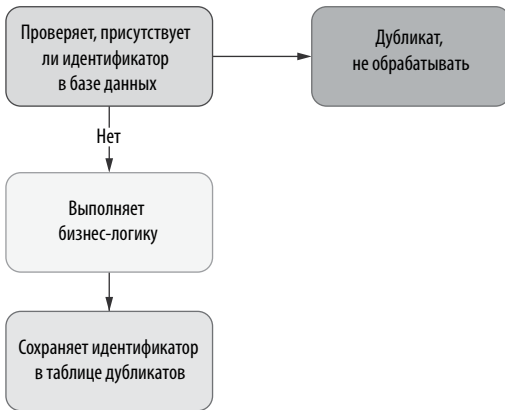 Проверяет, присутствует
ли идентификатор
в базе данных
Дубликат,
не обрабатывать
Нет
Выполняет
бизнес-логику
Сохраняет идентификатор
в таблице дубликатов